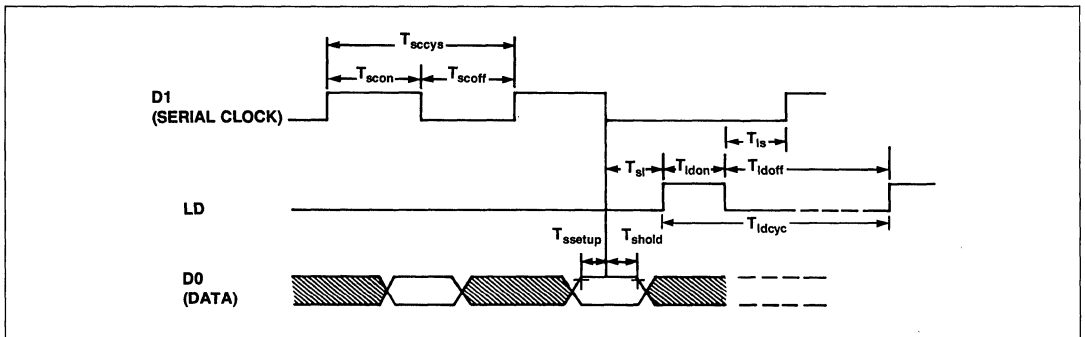 Tsccys
Tscon
Tscoff
D1
(SERIAL CLOCK)
Tls
Tsl
Tldon
Tldoff
LD
Tldcyc
Tssetup
Tshold
D0
(DATA)